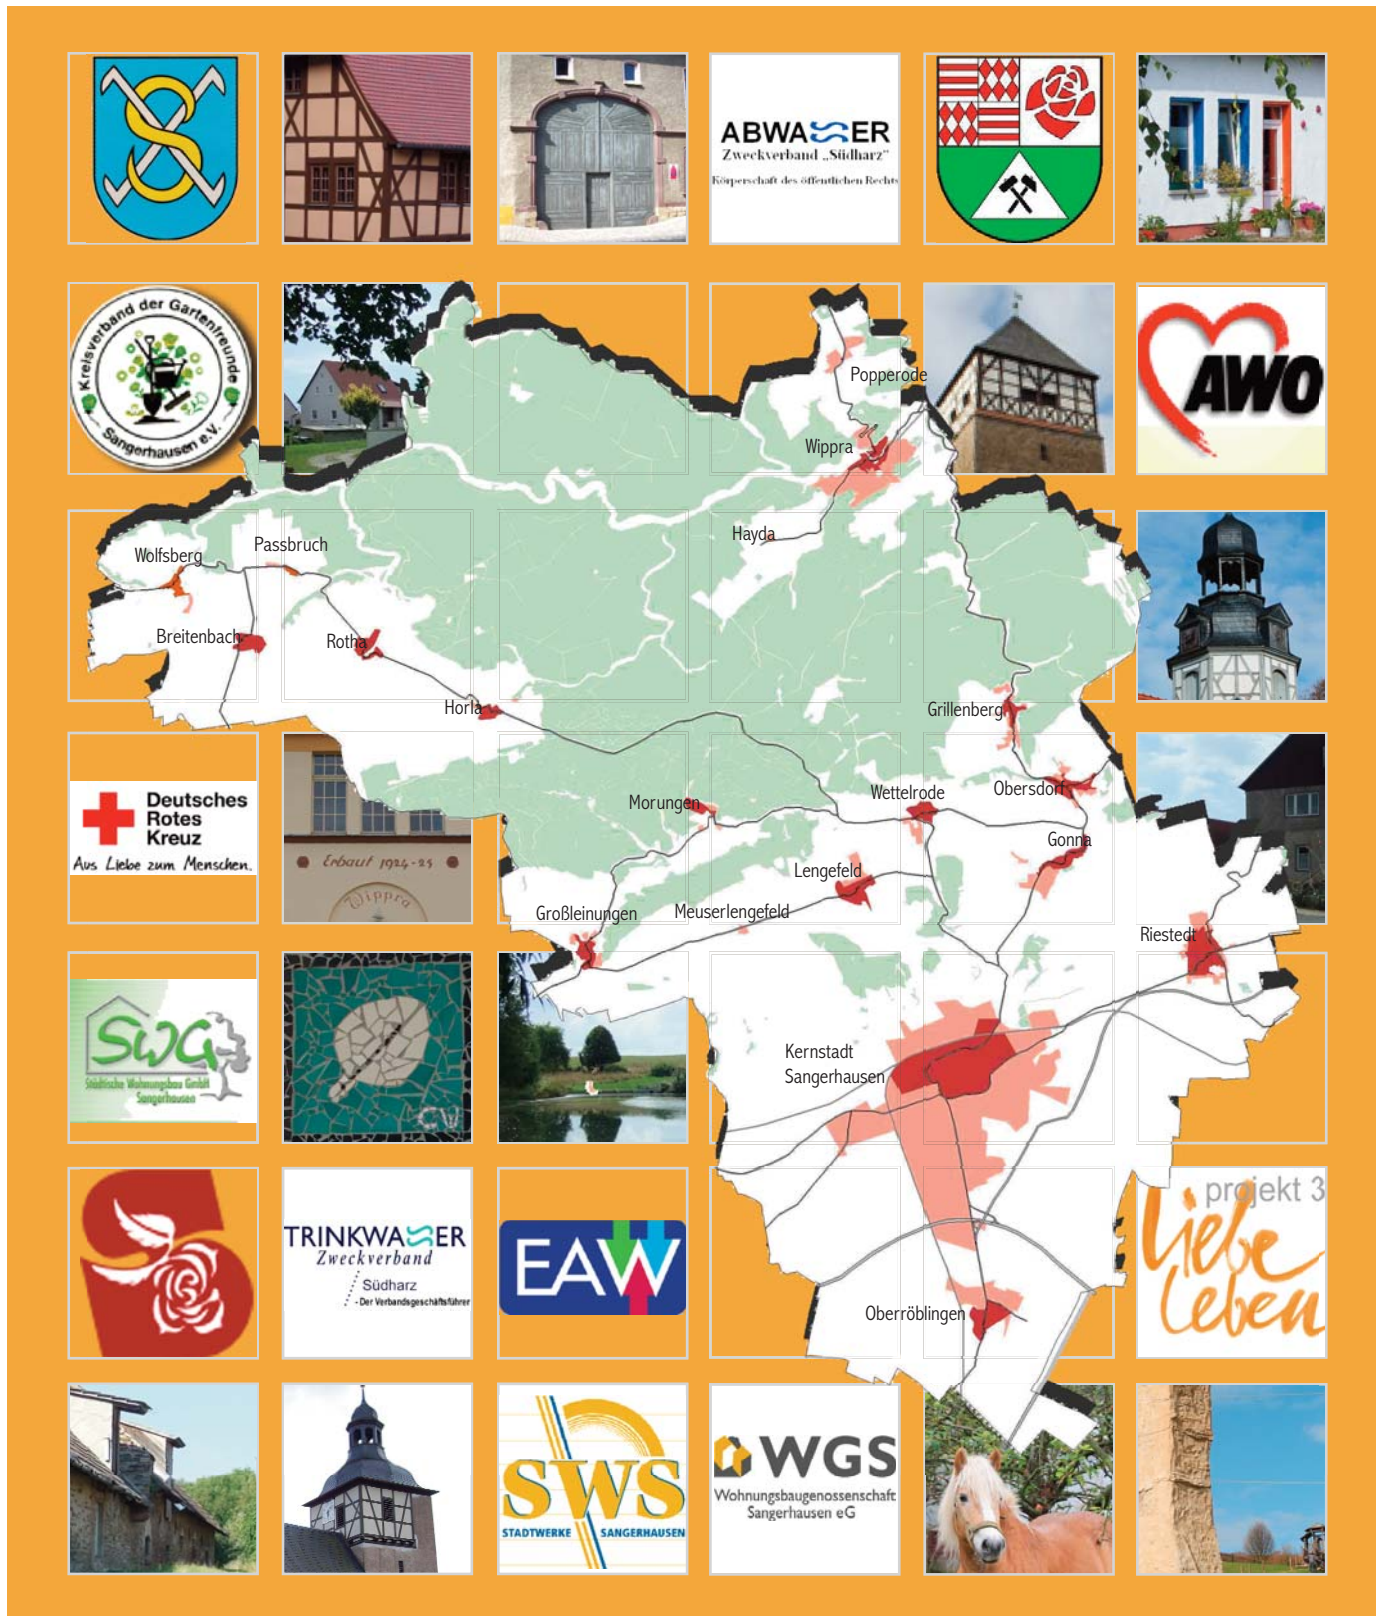 ABWASSER
Zweckverband „Südharz"
Körperschaft des öffentlichen Rechts
Kreisverband der Gartenfreunde
Sangerhausen e.V.
AWO
Popperode
Wippra
Hayda
Wolfsberg
Passbruch
Breitenbach
Rotha
Horla
Grillenberg
Deutsches
Rotes
Kreuz
Aus Liebe zum Menschen.
Erbaut 1924-25
Wippra
Morungen
Wettelrode
Obersdorf
Gonna
Lengefeld
Großleinungen
Meuserlengefeld
Riestedt
SWG
Städtische Wohnungsbau GmbH
Sangerhausen
CW
Kernstadt
Sangerhausen
TRINKWASSER
Zweckverband
Südharz
- Der Verbandsgeschäftsführer
EAW
Oberröblingen
projekt 3
Liebe
Leben
SWS
STADTWERKE SANGERHAUSEN
WGS
Wohnungsbaugenossenschaft
Sangerhausen eG